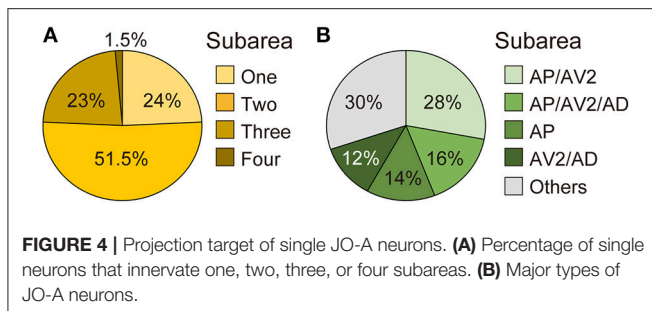 A
1.5%
Subarea
23%
24%
51.5%
One
Two
Three
Four
B
Subarea
30%
28%
12%
16%
14%
AP/AV2
AP/AV2/AD
AP
AV2/AD
Others
FIGURE 4 | Projection target of single JO-A neurons. (A) Percentage of single
neurons that innervate one, two, three, or four subareas. (B) Major types of
JO-A neurons.